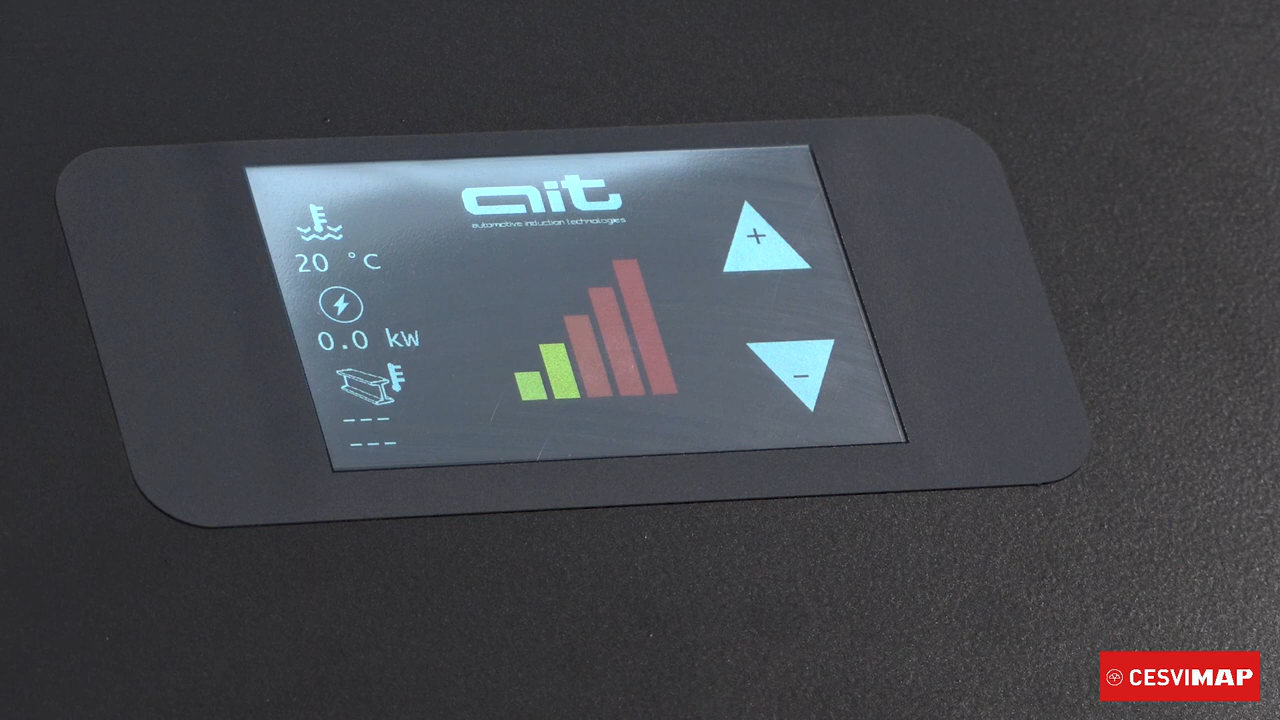 ait
automotive induction technologies
20 °C
0.0 kW
---
---
+
-
CESVIMAP